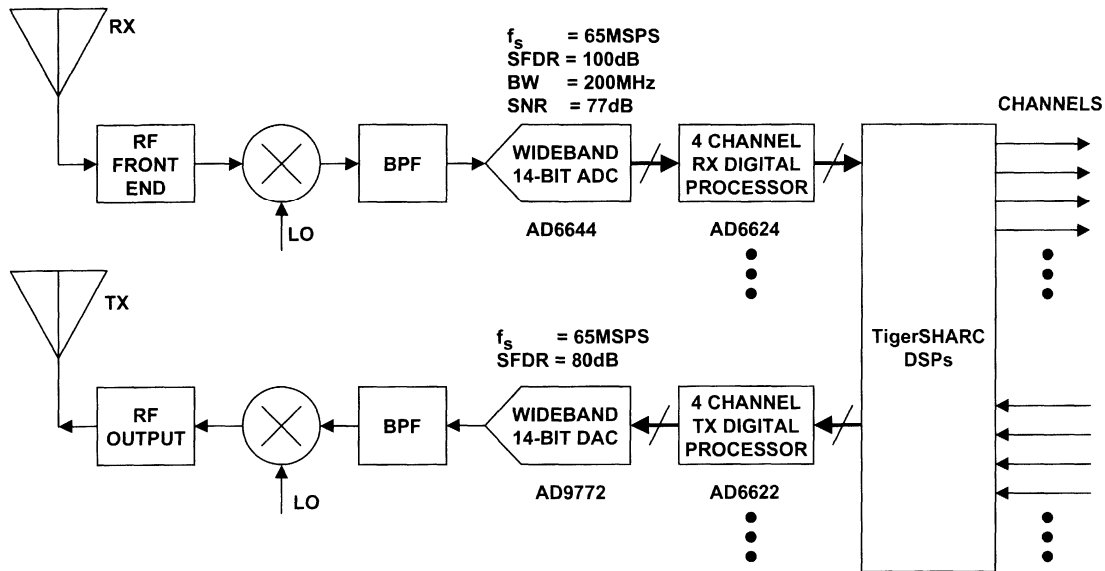 RX
f_s = 65MSPS
SFDR = 100dB
BW = 200MHz
SNR = 77dB
CHANNELS
RF
FRONT
END
BPF
WIDEBAND
14-BIT ADC
4 CHANNEL
RX DIGITAL
PROCESSOR
LO
AD6644
AD6624
TX
f_s = 65MSPS
SFDR = 80dB
TigerSHARC
DSPs
RF
OUTPUT
BPF
WIDEBAND
14-BIT DAC
4 CHANNEL
TX DIGITAL
PROCESSOR
LO
AD9772
AD6622